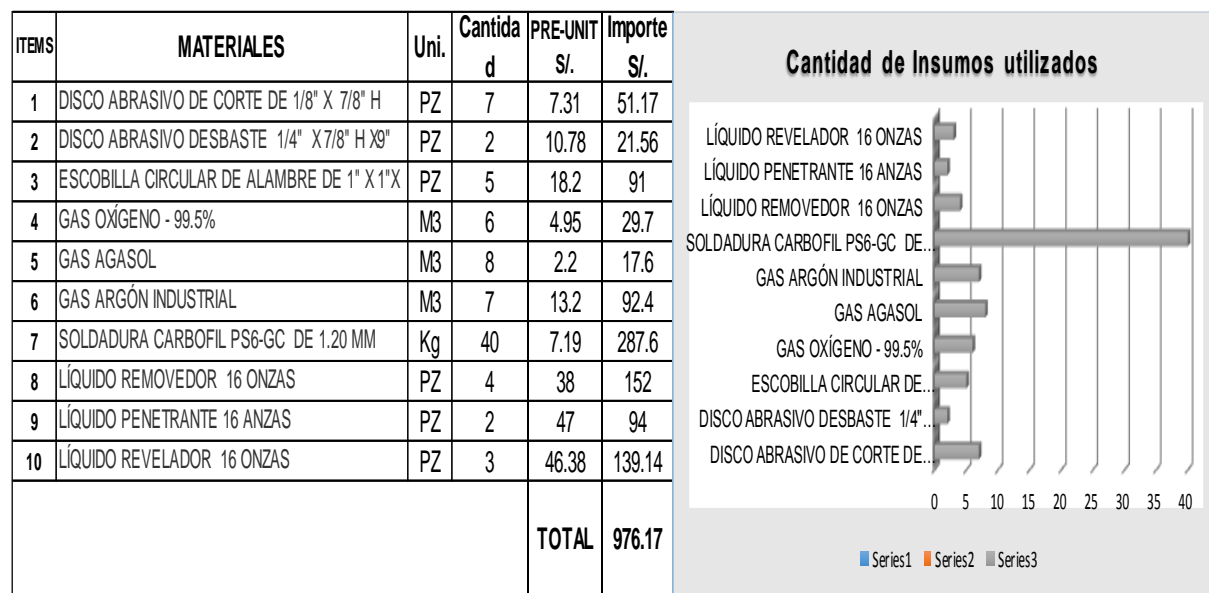 ITEMS MATERIALES Uni. Cantida d PRE-UNIT S/. Importe S/.
1 DISCO ABRASIVO DE CORTE DE 1/8" X 7/8" H PZ 7 7.31 51.17
2 DISCO ABRASIVO DESBASTE 1/4" X7/8" H X9" PZ 2 10.78 21.56
3 ESCOBILLA CIRCULAR DE ALAMBRE DE 1" X 1"X PZ 5 18.2 91
4 GAS OXÍGENO - 99.5% M3 6 4.95 29.7
5 GAS AGASOL M3 8 2.2 17.6
6 GAS ARGÓN INDUSTRIAL M3 7 13.2 92.4
7 SOLDADURA CARBOFIL PS6-GC DE 1.20 MM Kg 40 7.19 287.6
8 LÍQUIDO REMOVEDOR 16 ONZAS PZ 4 38 152
9 LÍQUIDO PENETRANTE 16 ANZAS PZ 2 47 94
10 LÍQUIDO REVELADOR 16 ONZAS PZ 3 46.38 139.14
TOTAL 976.17
Cantidad de Insumos utilizados
LÍQUIDO REVELADOR 16 ONZAS
LÍQUIDO PENETRANTE 16 ANZAS
LÍQUIDO REMOVEDOR 16 ONZAS
SOLDADURA CARBOFIL PS6-GC DE...
GAS ARGÓN INDUSTRIAL
GAS AGASOL
GAS OXÍGENO - 99.5%
ESCOBILLA CIRCULAR DE...
DISCO ABRASIVO DESBASTE 1/4"...
DISCO ABRASIVO DE CORTE DE...
0 5 10 15 20 25 30 35 40
Series1 Series2 Series3